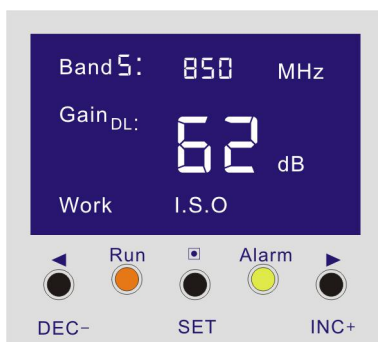 Band 5: 850 MHz
Gain DL:
62 dB
Work I.S.O
Run Alarm
DEC- SET INC+